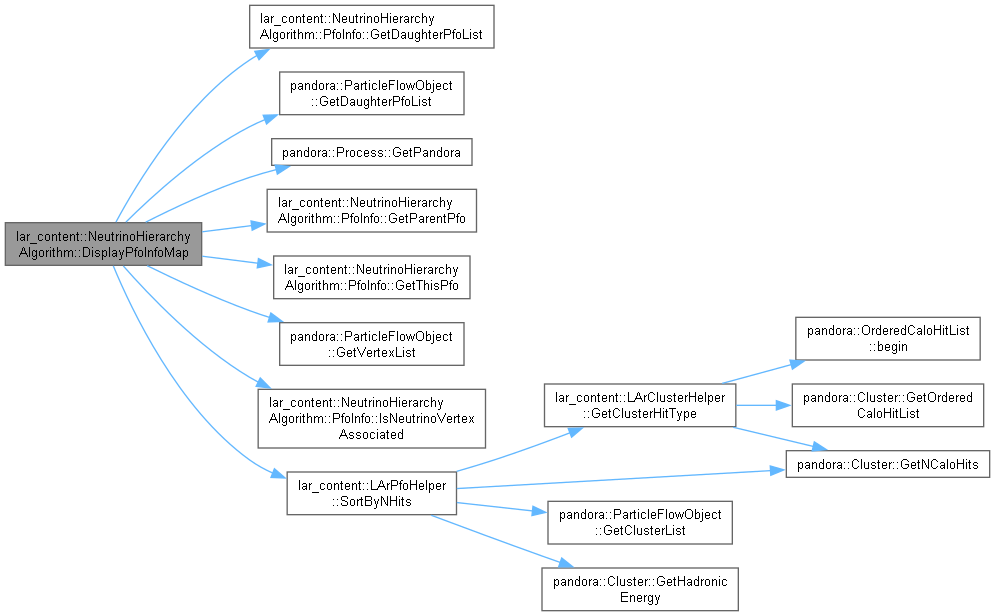 lar_content::NeutrinoHierarchy
Algorithm::DisplayPfoInfoMap
lar_content::NeutrinoHierarchy
Algorithm::PfoInfo::GetDaughterPfoList
pandora::ParticleFlowObject
::GetDaughterPfoList
pandora::Process::GetPandora
lar_content::NeutrinoHierarchy
Algorithm::PfoInfo::GetParentPfo
lar_content::NeutrinoHierarchy
Algorithm::PfoInfo::GetThisPfo
pandora::ParticleFlowObject
::GetVertexList
lar_content::NeutrinoHierarchy
Algorithm::PfoInfo::IsNeutrinoVertex
Associated
lar_content::LArPfoHelper
::SortByNHits
lar_content::LArClusterHelper
::GetClusterHitType
pandora::OrderedCaloHitList
::begin
pandora::Cluster::GetOrdered
CaloHitList
pandora::Cluster::GetNCaloHits
pandora::ParticleFlowObject
::GetClusterList
pandora::Cluster::GetHadronic
Energy